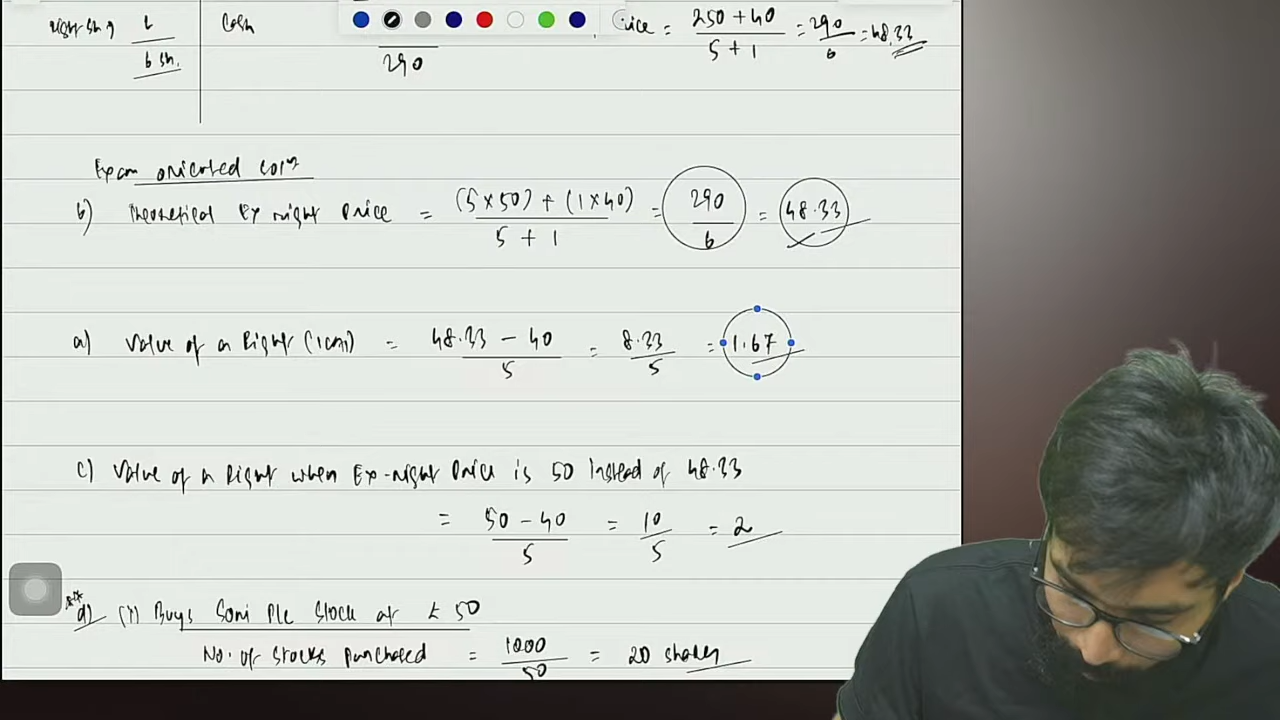 6 sh.
Cash
290
Price = 250 + 40 / 5 + 1 = 290 / 6 = 48.33
Exam oriented
b) Theoretical Ex right Price = (5 × 50) + (1 × 40) / 5 + 1 = 290 / 6 = 48.33
a) Value of a Right = 48.33 - 40 / 5 = 8.33 / 5 = 1.67
c) Value of a Right when Ex-right Price is 50 instead of 48.33
= 50 - 40 / 5 = 10 / 5 = 2
d) (i) Buys Soni Plc Stock at £ 50
No. of stocks purchased = 1000 / 50 = 20 shares